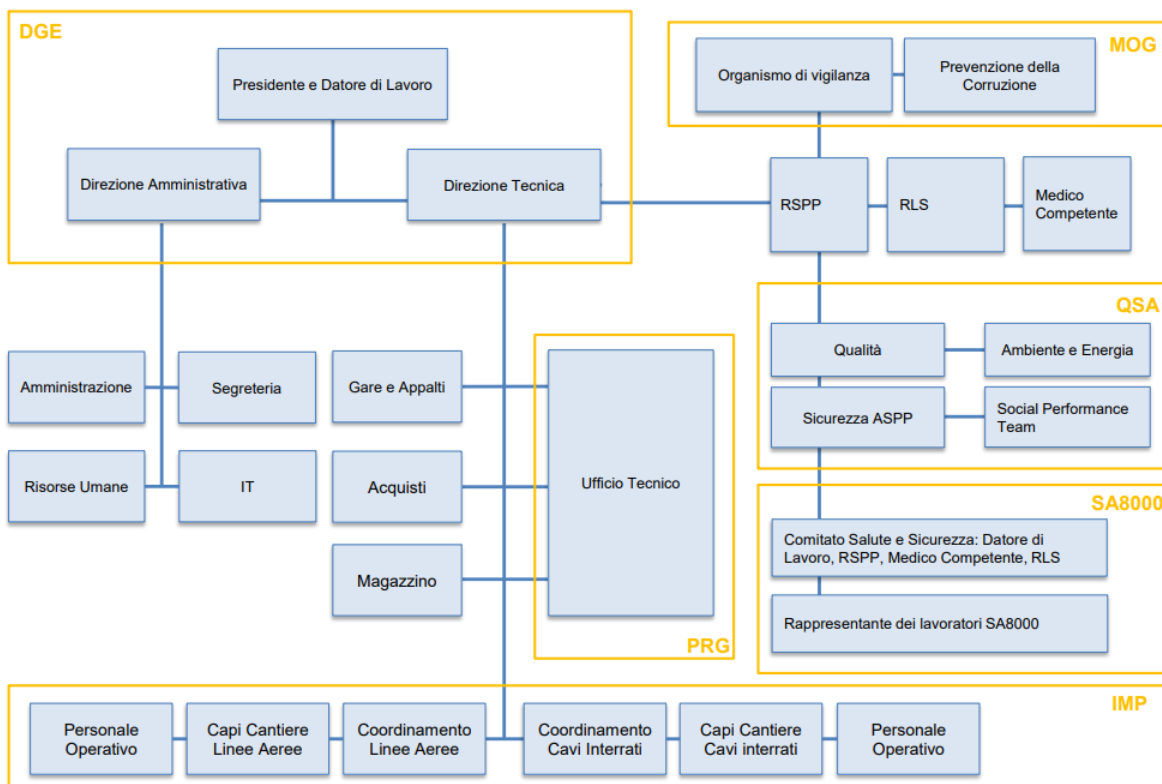 DGE
MOG
Presidente e Datore di Lavoro
Organismo di vigilanza
Prevenzione della
Corruzione
Direzione Amministrativa
Direzione Tecnica
RSPP
RLS
Medico
Competente
QSA
Qualità
Ambiente e Energia
Amministrazione
Segreteria
Gare e Appalti
Sicurezza ASPP
Social Performance
Team
Risorse Umane
IT
Acquisti
Ufficio Tecnico
SA8000
Comitato Salute e Sicurezza: Datore di
Lavoro, RSPP, Medico Competente, RLS
Magazzino
Rappresentante dei lavoratori SA8000
PRG
IMP
Personale
Operativo
Capi Cantiere
Linee Aeree
Coordinamento
Linee Aeree
Coordinamento
Cavi Interrati
Capi Cantiere
Cavi interrati
Personale
Operativo